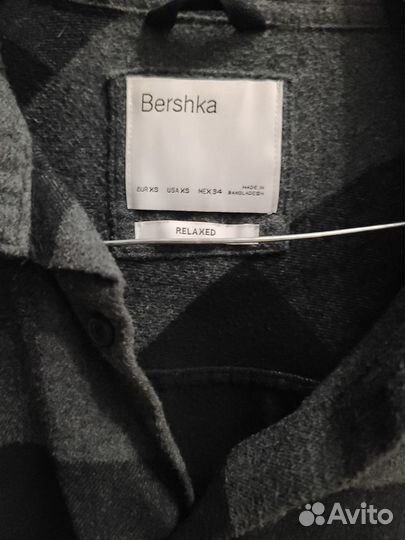 Bershka
EUR XS USA XS MEX 34 MADE IN BANGLADESH
RELAXED
Avito